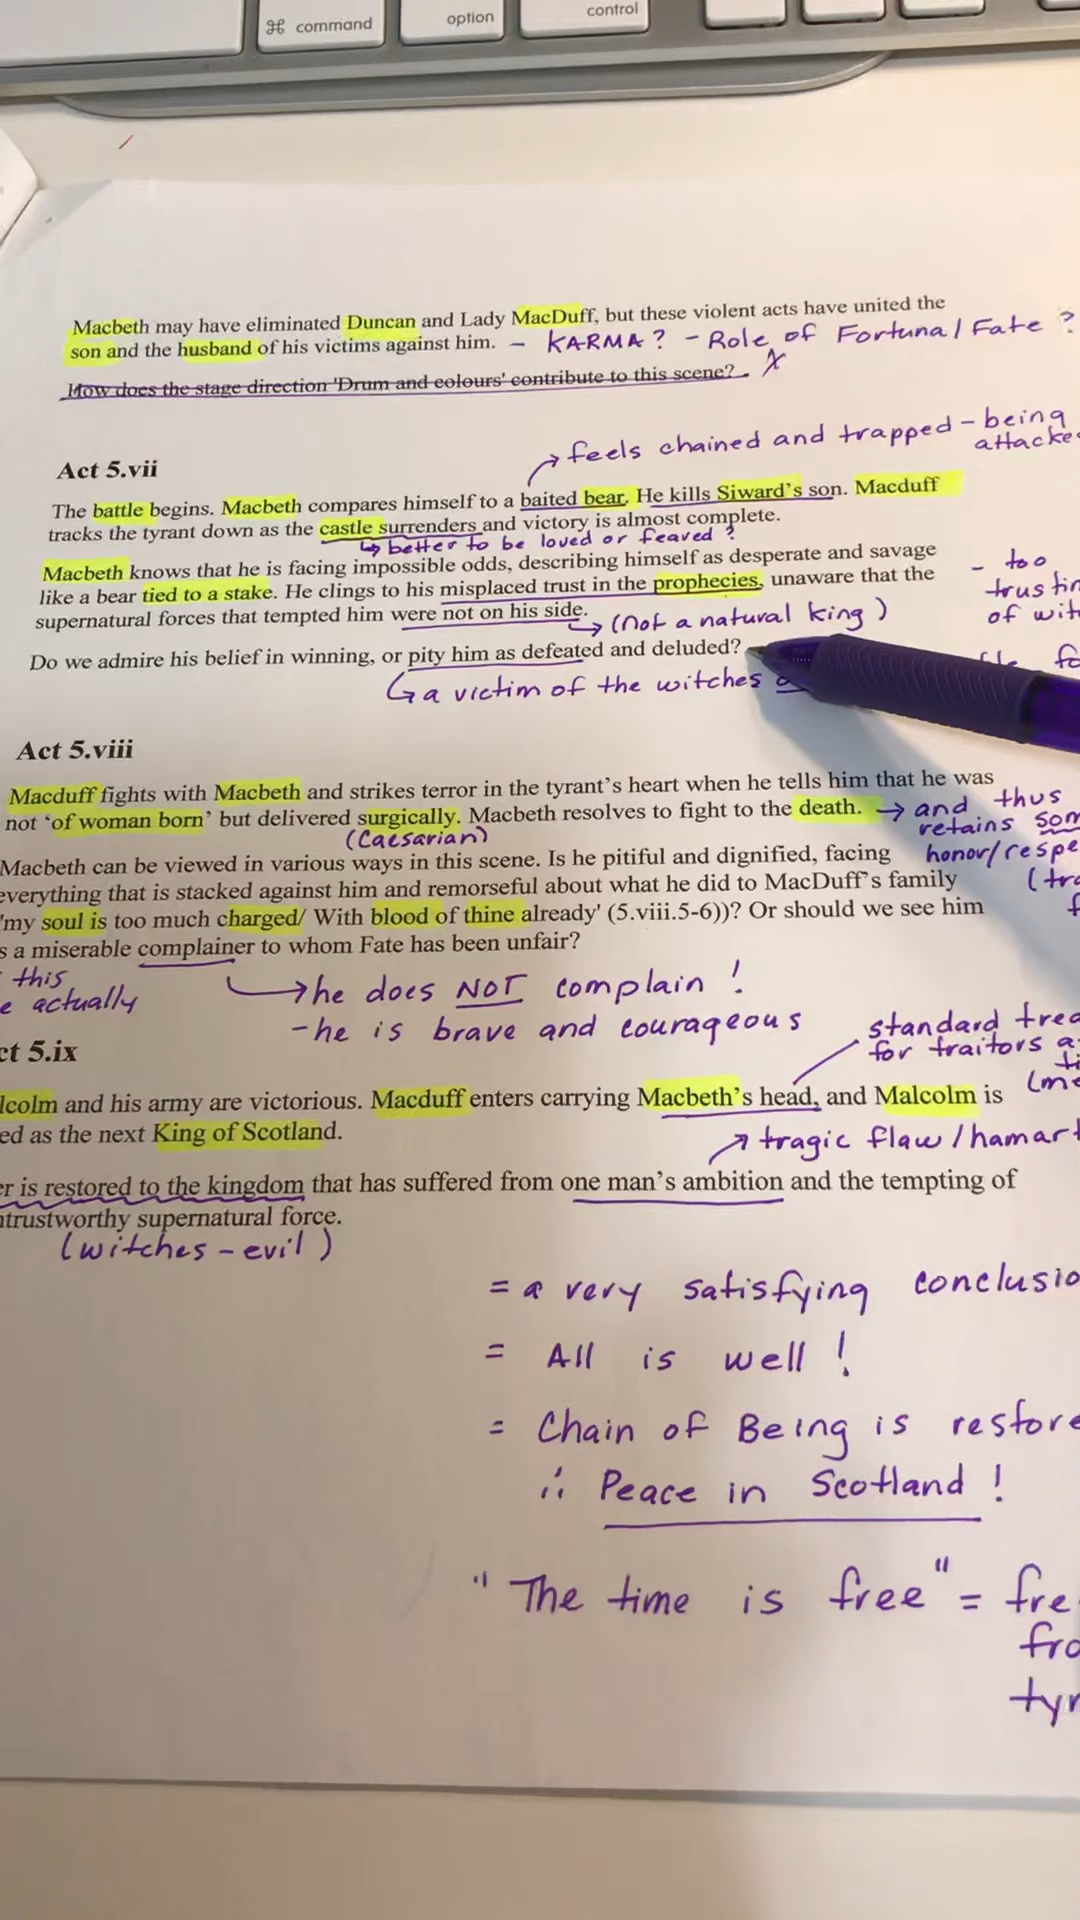 ⌘ command
option
control
Macbeth may have eliminated Duncan and Lady MacDuff, but these violent acts have united the
son and the husband of his victims against him. – KARMA? – Role of Fortuna/Fate?
How does the stage direction 'Drum and colours' contribute to this scene? X
→ feels chained and trapped – being
attacke
Act 5.vii
The battle begins. Macbeth compares himself to a baited bear. He kills Siward's son. Macduff
tracks the tyrant down as the castle surrenders and victory is almost complete.
↳ better to be loved or feared?
Macbeth knows that he is facing impossible odds, describing himself as desperate and savage
like a bear tied to a stake. He clings to his misplaced trust in the prophecies, unaware that the
supernatural forces that tempted him were not on his side.
– too
trustin
of wit
→ (not a natural king)
Do we admire his belief in winning, or pity him as defeated and deluded?
↳ a victim of the witches
Act 5.viii
Macduff fights with Macbeth and strikes terror in the tyrant's heart when he tells him that he was
not 'of woman born' but delivered surgically. Macbeth resolves to fight to the death. → and thus
retains som
honor/respe
(tra
(Caesarian)
Macbeth can be viewed in various ways in this scene. Is he pitiful and dignified, facing
everything that is stacked against him and remorseful about what he did to MacDuff's family
'my soul is too much charged/ With blood of thine already' (5.viii.5-6))? Or should we see him
s a miserable complainer to whom Fate has been unfair?
this
e actually
→ he does NOT complain!
– he is brave and courageous
ct 5.ix
standard trea
for traitors a
ti
(me
lcolm and his army are victorious. Macduff enters carrying Macbeth's head, and Malcolm is
ed as the next King of Scotland.
→ tragic flaw/hamart
er is restored to the kingdom that has suffered from one man's ambition and the tempting of
ntrustworthy supernatural force.
(witches – evil)
= a very satisfying conclusio
= All is well!
= Chain of Being is restore
∴ Peace in Scotland!
"The time is free" = fre
fro
tyr